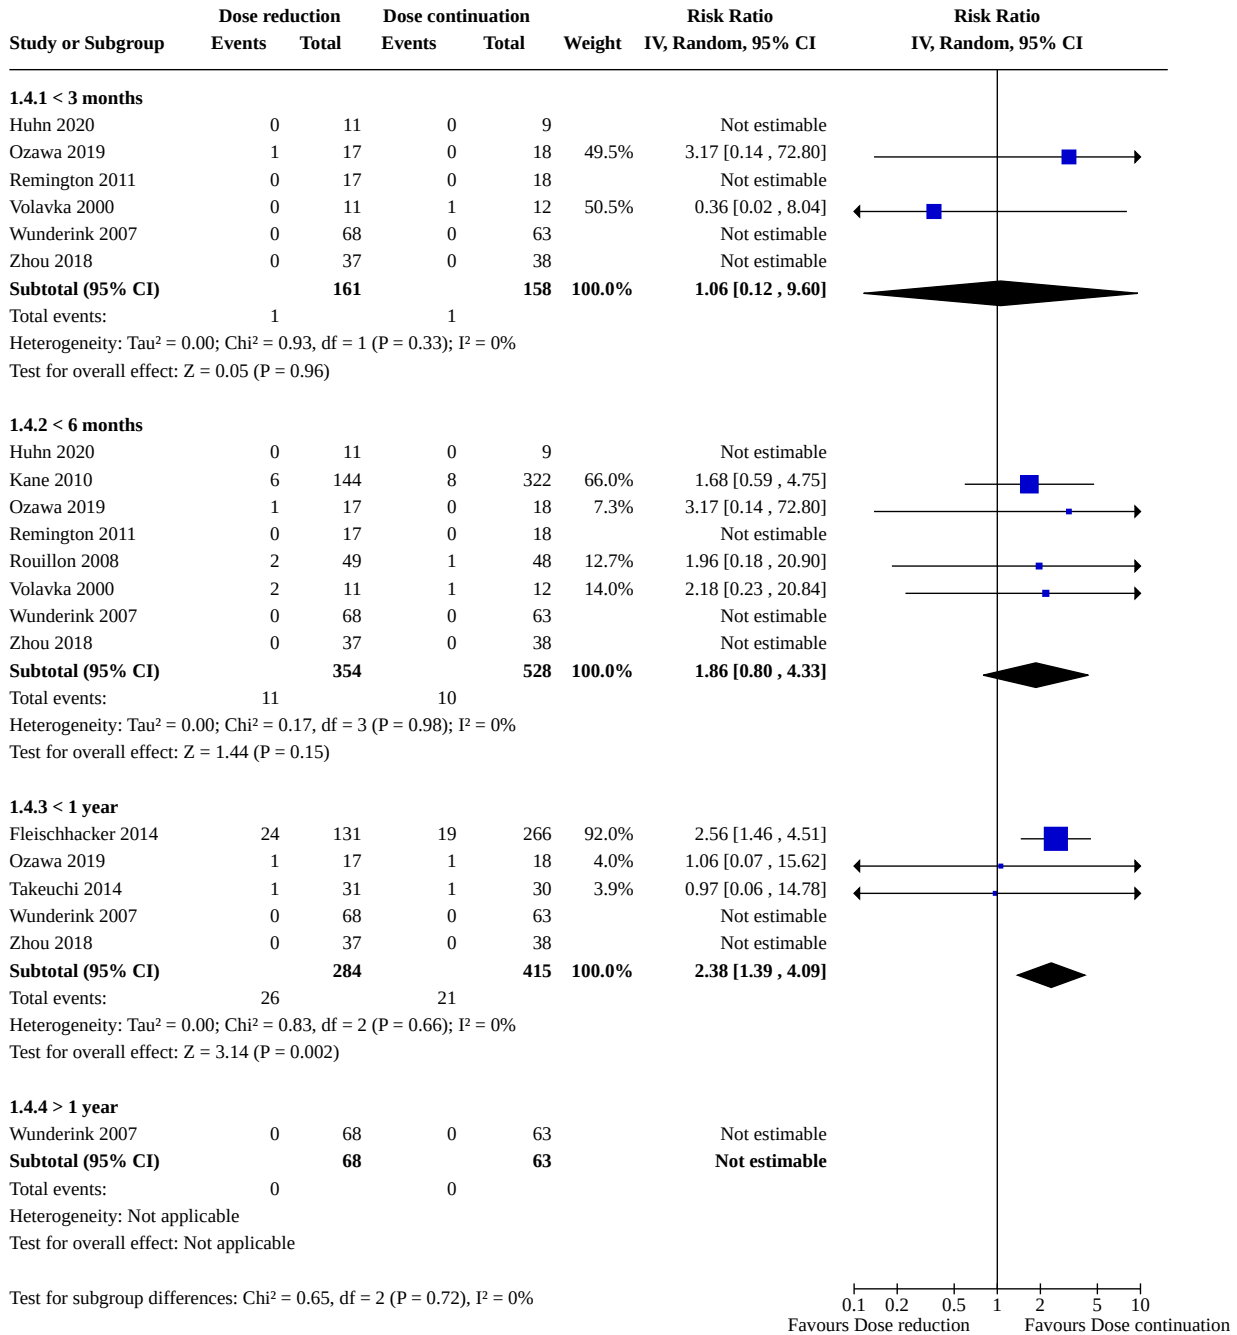 Dose reduction Dose continuation Risk Ratio Risk Ratio
Study or Subgroup Events Total Events Total Weight IV, Random, 95% CI IV, Random, 95% CI
1.4.1 < 3 months
Huhn 2020 0 11 0 9 Not estimable
Ozawa 2019 1 17 0 18 49.5% 3.17 [0.14 , 72.80]
Remington 2011 0 17 0 18 Not estimable
Volavka 2000 0 11 1 12 50.5% 0.36 [0.02 , 8.04]
Wunderink 2007 0 68 0 63 Not estimable
Zhou 2018 0 37 0 38 Not estimable
Subtotal (95% CI) 161 158 100.0% 1.06 [0.12 , 9.60]
Total events: 1 1
Heterogeneity: Tau² = 0.00; Chi² = 0.93, df = 1 (P = 0.33); I² = 0%
Test for overall effect: Z = 0.05 (P = 0.96)
1.4.2 < 6 months
Huhn 2020 0 11 0 9 Not estimable
Kane 2010 6 144 8 322 66.0% 1.68 [0.59 , 4.75]
Ozawa 2019 1 17 0 18 7.3% 3.17 [0.14 , 72.80]
Remington 2011 0 17 0 18 Not estimable
Rouillon 2008 2 49 1 48 12.7% 1.96 [0.18 , 20.90]
Volavka 2000 2 11 1 12 14.0% 2.18 [0.23 , 20.84]
Wunderink 2007 0 68 0 63 Not estimable
Zhou 2018 0 37 0 38 Not estimable
Subtotal (95% CI) 354 528 100.0% 1.86 [0.80 , 4.33]
Total events: 11 10
Heterogeneity: Tau² = 0.00; Chi² = 0.17, df = 3 (P = 0.98); I² = 0%
Test for overall effect: Z = 1.44 (P = 0.15)
1.4.3 < 1 year
Fleischhacker 2014 24 131 19 266 92.0% 2.56 [1.46 , 4.51]
Ozawa 2019 1 17 1 18 4.0% 1.06 [0.07 , 15.62]
Takeuchi 2014 1 31 1 30 3.9% 0.97 [0.06 , 14.78]
Wunderink 2007 0 68 0 63 Not estimable
Zhou 2018 0 37 0 38 Not estimable
Subtotal (95% CI) 284 415 100.0% 2.38 [1.39 , 4.09]
Total events: 26 21
Heterogeneity: Tau² = 0.00; Chi² = 0.83, df = 2 (P = 0.66); I² = 0%
Test for overall effect: Z = 3.14 (P = 0.002)
1.4.4 > 1 year
Wunderink 2007 0 68 0 63 Not estimable
Subtotal (95% CI) 68 63 Not estimable
Total events: 0 0
Heterogeneity: Not applicable
Test for overall effect: Not applicable
Test for subgroup differences: Chi² = 0.65, df = 2 (P = 0.72), I² = 0%
0.1 0.2 0.5 1 2 5 10
Favours Dose reduction Favours Dose continuation